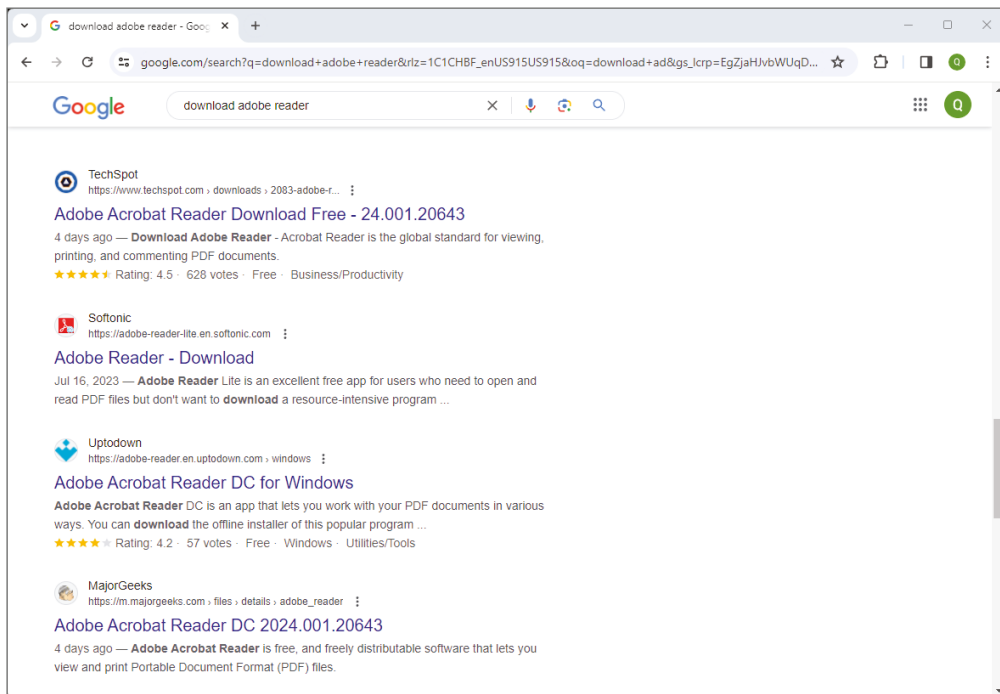 download adobe reader - Goog
google.com/search?q=download+adobe+reader&rlz=1C1CHBF_enUS915US915&oq=download+ad&gs_lcrp=EgZjaHJvbWUqD...
Q
Google
download adobe reader
Q
TechSpot
https://www.techspot.com › downloads › 2083-adobe-r...
Adobe Acrobat Reader Download Free - 24.001.20643
4 days ago — Download Adobe Reader - Acrobat Reader is the global standard for viewing,
printing, and commenting PDF documents.
Rating: 4.5 · 628 votes · Free · Business/Productivity
Softonic
https://adobe-reader-lite.en.softonic.com
Adobe Reader - Download
Jul 16, 2023 — Adobe Reader Lite is an excellent free app for users who need to open and
read PDF files but don't want to download a resource-intensive program ...
Uptodown
https://adobe-reader.en.uptodown.com › windows
Adobe Acrobat Reader DC for Windows
Adobe Acrobat Reader DC is an app that lets you work with your PDF documents in various
ways. You can download the offline installer of this popular program ...
Rating: 4.2 · 57 votes · Free · Windows · Utilities/Tools
MajorGeeks
https://m.majorgeeks.com › files › details › adobe_reader
Adobe Acrobat Reader DC 2024.001.20643
4 days ago — Adobe Acrobat Reader is free, and freely distributable software that lets you
view and print Portable Document Format (PDF) files.